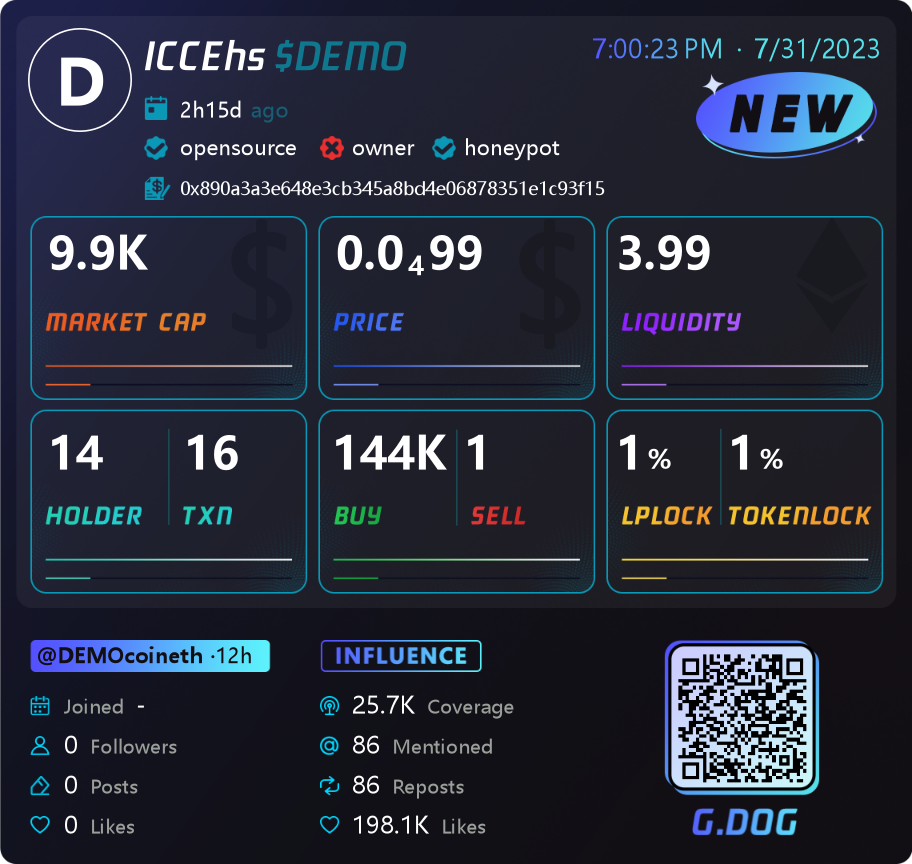 D
ICCEhs $DEMO
7:00:23 PM · 7/31/2023
2h15d ago
NEW
opensource owner honeypot
0x890a3a3e648e3cb345a8bd4e06878351e1c93f15
9.9K 0.0₄99 3.99
MARKET CAP PRICE LIQUIDITY
14 16 144K 1 1 % 1 %
HOLDER TXN BUY SELL LPLOCK TOKENLOCK
@DEMOcoineth ·12h INFLUENCE
Joined - 25.7K Coverage
0 Followers 86 Mentioned
0 Posts 86 Reposts
0 Likes 198.1K Likes
G.DOG